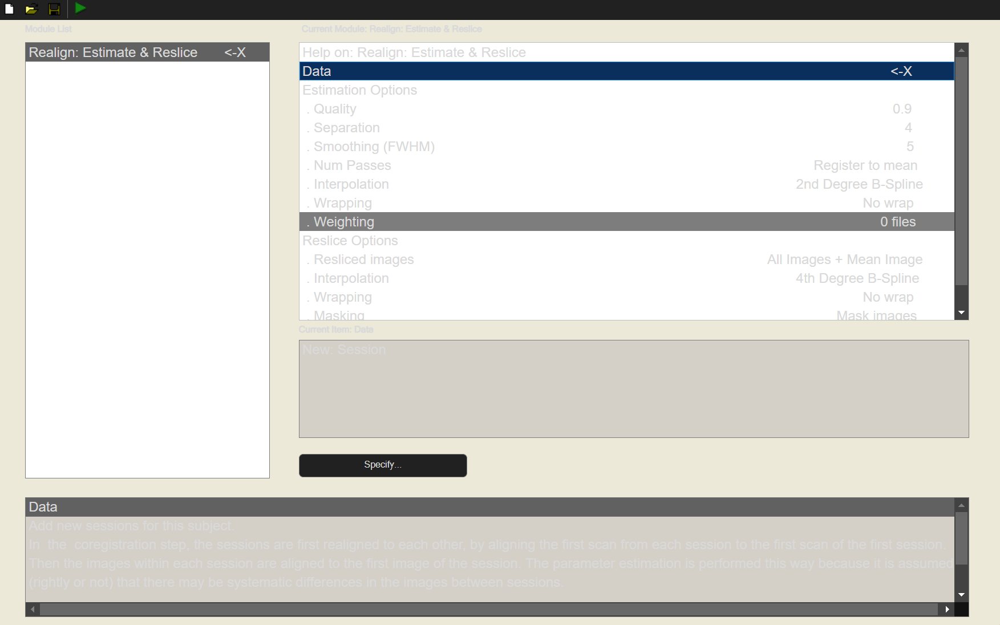 Module List
Current Module: Realign: Estimate & Reslice
Realign: Estimate & Reslice <-X
Help on: Realign: Estimate & Reslice
Data <-X
Estimation Options
. Quality 0.9
. Separation 4
. Smoothing (FWHM) 5
. Num Passes Register to mean
. Interpolation 2nd Degree B-Spline
. Wrapping No wrap
. Weighting 0 files
Reslice Options
. Resliced images All Images + Mean Image
. Interpolation 4th Degree B-Spline
. Wrapping No wrap
. Masking Mask images
Current Item: Data
New: Session
Specify...
Data
Add new sessions for this subject.
In the coregistration step, the sessions are first realigned to each other, by aligning the first scan from each session to the first scan of the first session.
Then the images within each session are aligned to the first image of the session. The parameter estimation is performed this way because it is assumed
(rightly or not) that there may be systematic differences in the images between sessions.